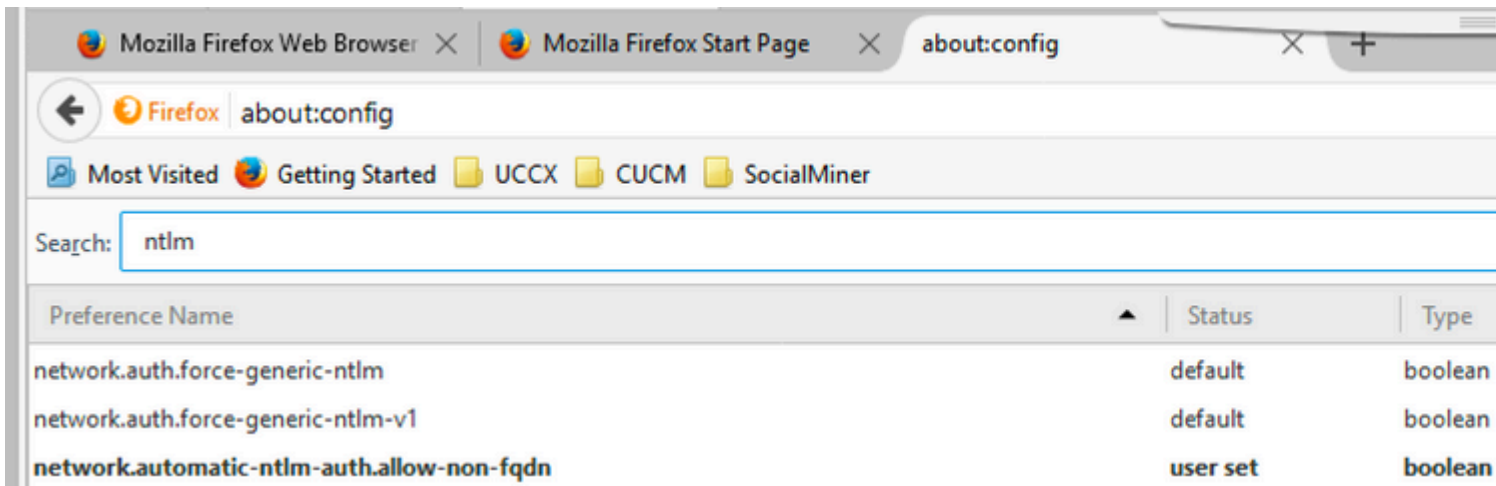 Mozilla Firefox Web Browser Mozilla Firefox Start Page about:config
Firefox about:config
Most Visited Getting Started UCCX CUCM SocialMiner
Search: ntlm
Preference Name Status Type
network.auth.force-generic-ntlm default boolean
network.auth.force-generic-ntlm-v1 default boolean
network.automatic-ntlm-auth.allow-non-fqdn user set boolean